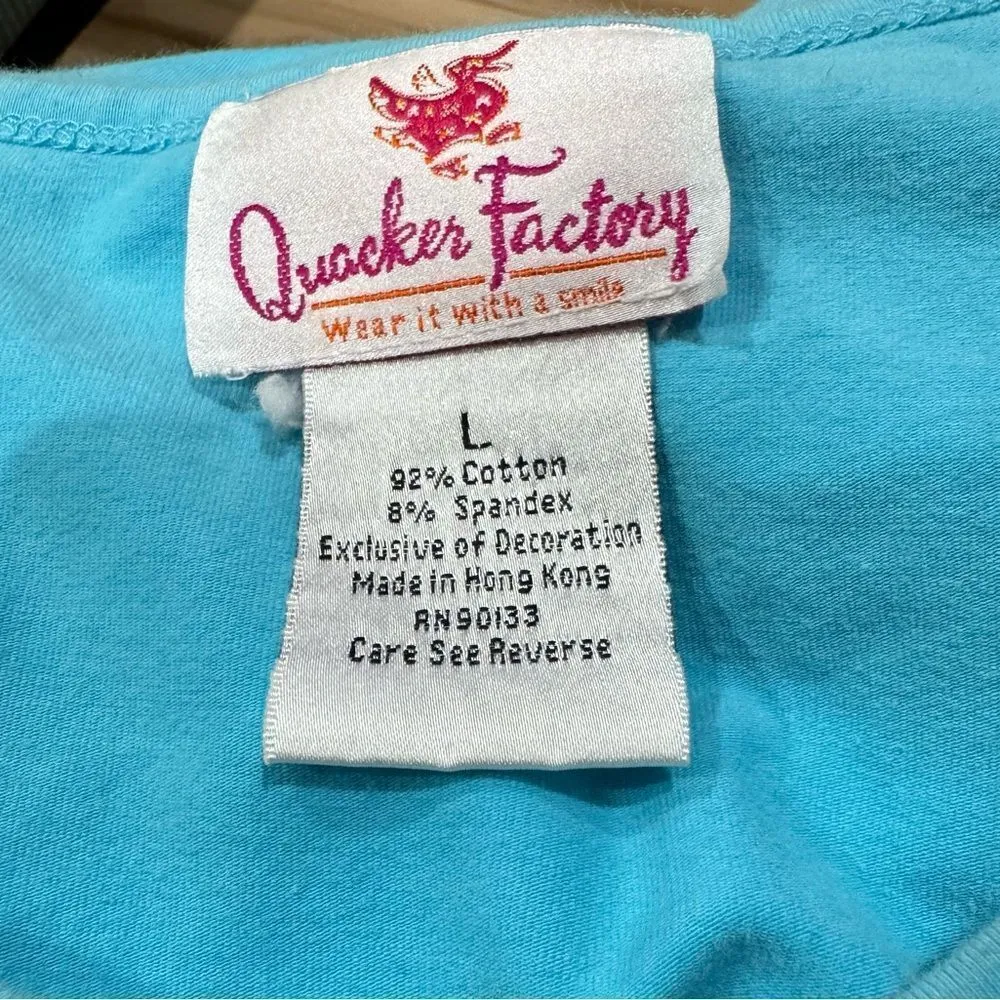 Quacker Factory
Wear it with a smile
L
92% Cotton
8% Spandex
Exclusive of Decoration
Made in Hong Kong
RN90133
Care See Reverse